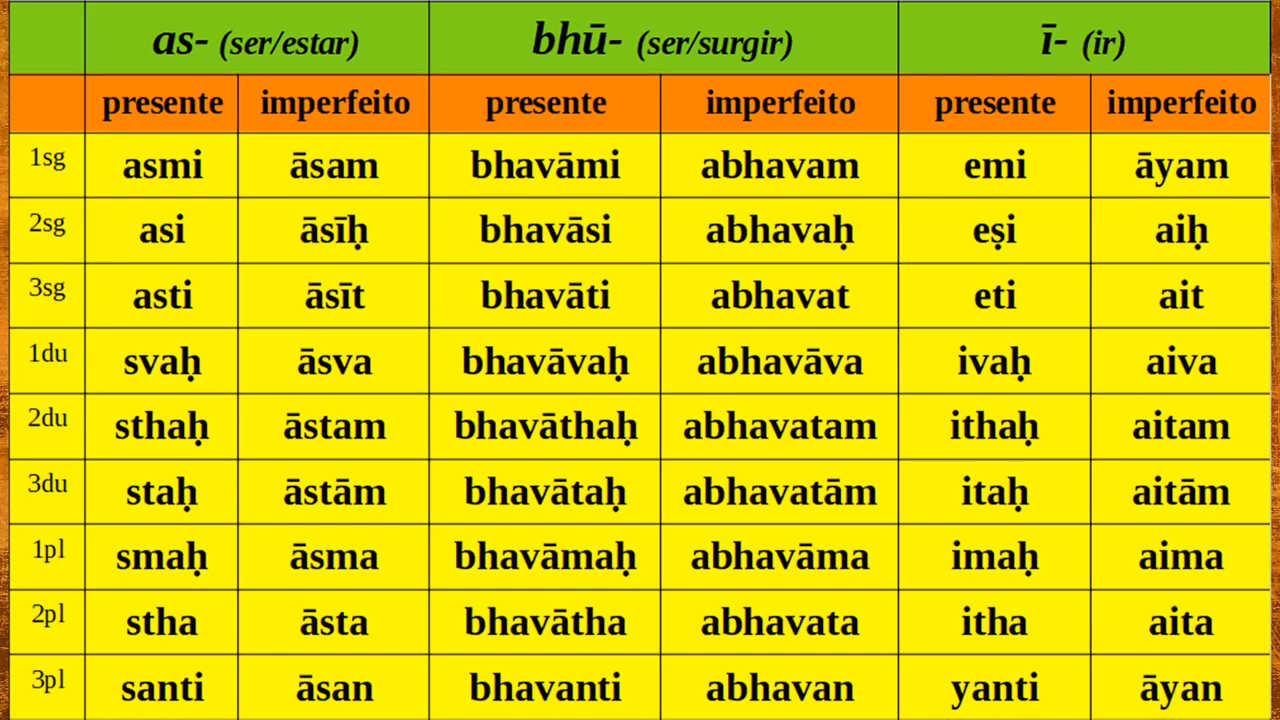 as- (ser/estar) bhū- (ser/surgir) ī- (ir)
presente imperfeito presente imperfeito presente imperfeito
1sg asmi āsam bhavāmi abhavam emi āyam
2sg asi āsīḥ bhavāsi abhavaḥ eṣi aiḥ
3sg asti āsīt bhavāti abhavat eti ait
1du svaḥ āsva bhavāvaḥ abhavāva ivaḥ aiva
2du sthaḥ āstam bhavāthaḥ abhavatam ithaḥ aitam
3du staḥ āstām bhavātaḥ abhavatām itaḥ aitām
1pl smaḥ āsma bhavāmaḥ abhavāma imaḥ aima
2pl stha āsta bhavātha abhavata itha aita
3pl santi āsan bhavanti abhavan yanti āyan